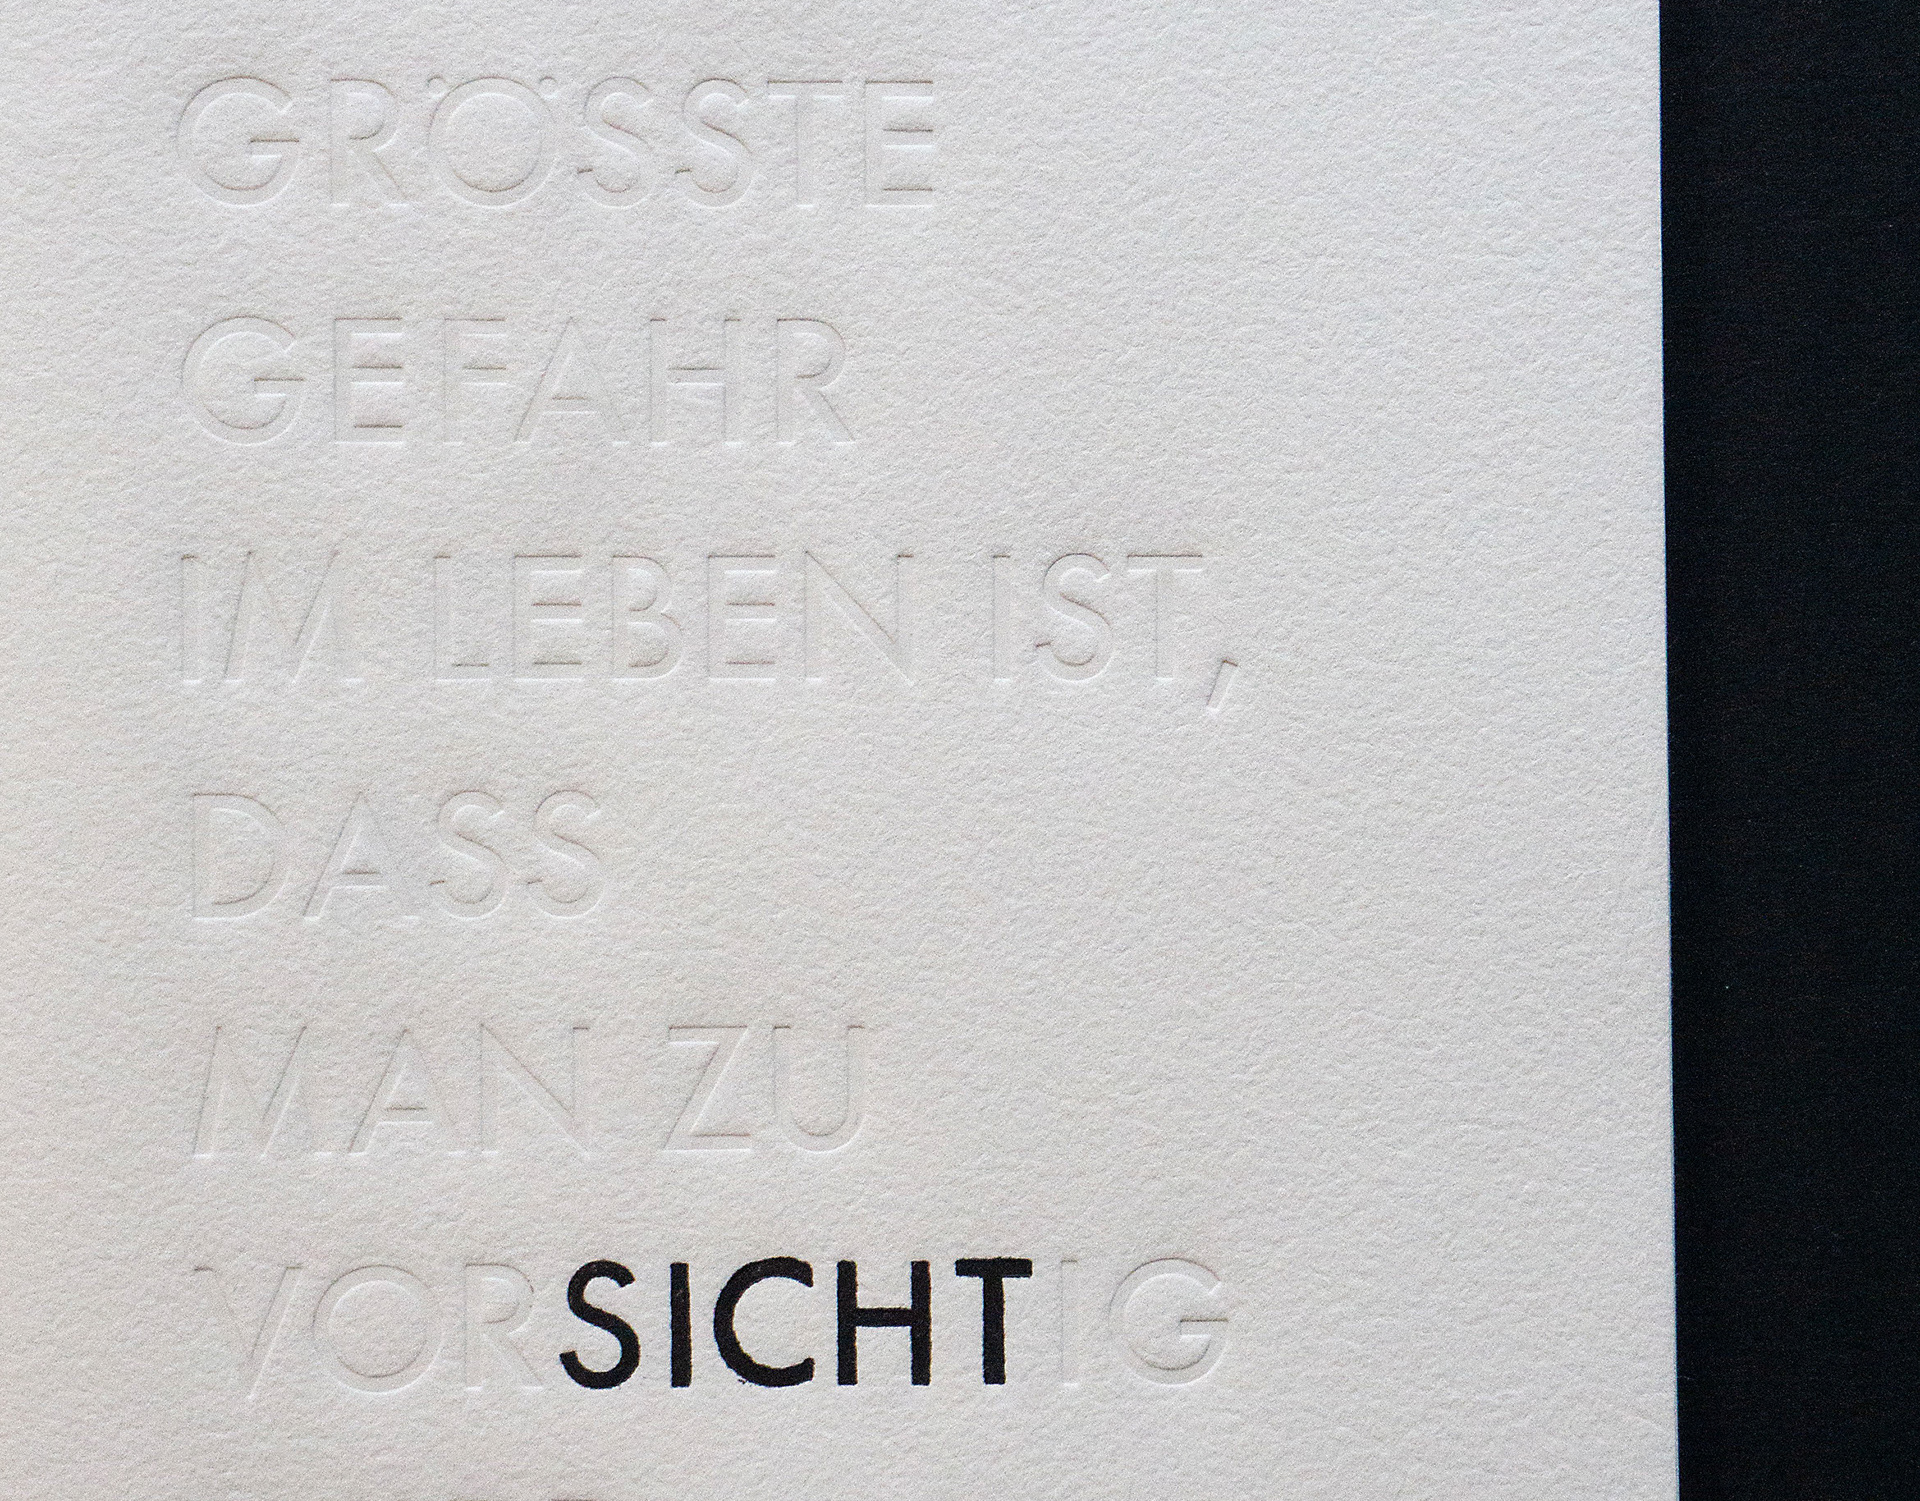 GRÖSSTE
GEFAHR
IM LEBEN IST,
DASS
MAN ZU
VORSICHTIG